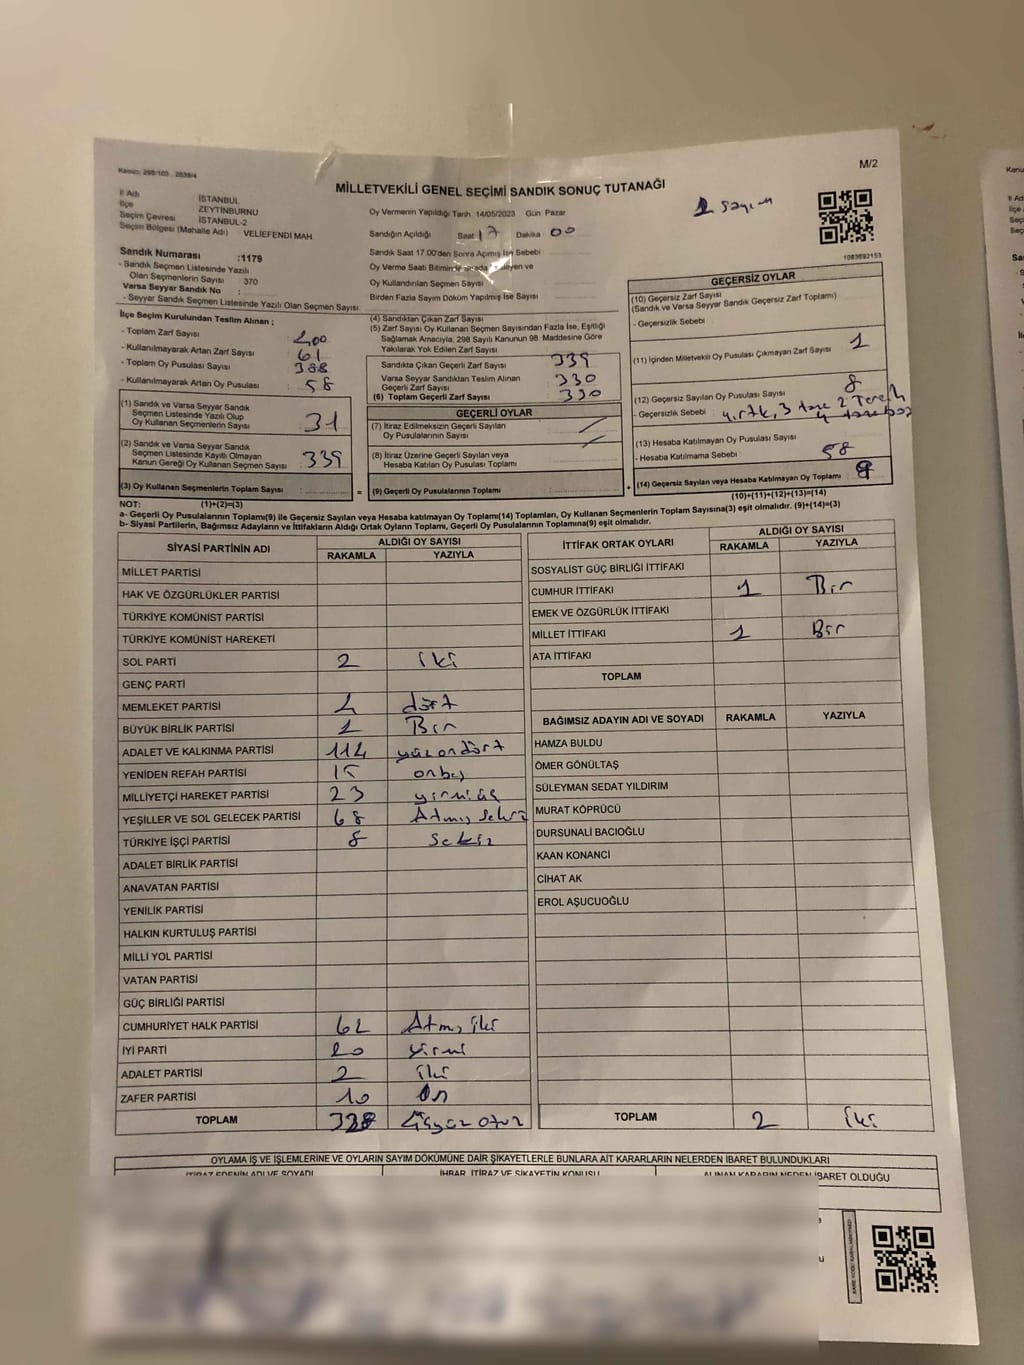 Kanun: 298/105 , 2839/4
M/2
MİLLETVEKİLİ GENEL SEÇİMİ SANDIK SONUÇ TUTANAĞI
2 sayım
İl Adı İSTANBUL
İlçe ZEYTİNBURNU
Seçim Çevresi İSTANBUL-2
Seçim Bölgesi (Mahalle Adı) VELİEFENDİ MAH
Sandık Numarası :1179
- Sandık Seçmen Listesinde Yazılı
Olan Seçmenlerin Sayısı 370
Varsa Seyyar Sandık No :
- Seyyar Sandık Seçmen Listesinde Yazılı Olan Seçmen Sayısı
Oy Vermenin Yapıldığı Tarih :14/05/2023 Gün: Pazar
Sandığın Açıldığı Saat 17 Dakika 00
Sandık Saat 17.00'den Sonra Açılmış İse Sebebi
Oy Verme Saati Bitiminde ve
Oy Kullandırılan Seçmen Sayısı
Birden Fazla Sayım Döküm Yapılmış İse Sayısı
1083692153
İlçe Seçim Kurulundan Teslim Alınan ;
- Toplam Zarf Sayısı 400
- Kullanılmayarak Artan Zarf Sayısı 61
- Toplam Oy Pusulası Sayısı 388
- Kullanılmayarak Artan Oy Pusulası : 58
(1) Sandık ve Varsa Seyyar Sandık
Seçmen Listesinde Yazılı Olup
Oy Kullanan Seçmenlerin Sayısı 31
(2) Sandık ve Varsa Seyyar Sandık
Seçmen Listesinde Kayıtlı Olmayan
Kanun Gereği Oy Kullanan Seçmen Sayısı 339
(3) Oy Kullanan Seçmenlerin Toplam Sayısı
(1)+(2)=(3)
(4) Sandıktan Çıkan Zarf Sayısı
(5) Zarf Sayısı Oy Kullanan Seçmen Sayısından Fazla İse, Eşitliği
Sağlamak Amacıyla, 298 Sayılı Kanunun 98. Maddesine Göre
Yakılarak Yok Edilen Zarf Sayısı
Sandıkta Çıkan Geçerli Zarf Sayısı 339
Varsa Seyyar Sandıktan Teslim Alınan
Geçerli Zarf Sayısı 330
(6) Toplam Geçerli Zarf Sayısı : 330
GEÇERLİ OYLAR
(7) İtiraz Edilmeksizin Geçerli Sayılan
Oy Pusulalarının Sayısı
(8) İtiraz Üzerine Geçerli Sayılan veya
Hesaba Katılan Oy Pusulası Toplamı
= (9) Geçerli Oy Pusulalarının Toplamı
GEÇERSİZ OYLAR
(10) Geçersiz Zarf Sayısı
(Sandık ve Varsa Seyyar Sandık Geçersiz Zarf Toplamı)
- Geçersizlik Sebebi
(11) İçinden Milletvekili Oy Pusulası Çıkmayan Zarf Sayısı 1
(12) Geçersiz Sayılan Oy Pusulası Sayısı 8
- Geçersizlik Sebebi yırtk, 3 tane 2 Tercih
4 tane boş
(13) Hesaba Katılmayan Oy Pusulası Sayısı 58
- Hesaba Katılmama Sebebi :
+ (14) Geçersiz Sayılan veya Hesaba Katılmayan Oy Toplamı : 9
(10)+(11)+(12)+(13)=(14)
NOT:
a- Geçerli Oy Pusulalarının Toplamı(9) ile Geçersiz Sayılan veya Hesaba Katılmayan Oy Toplamı(14) Toplamları, Oy Kullanan Seçmenlerin Toplam Sayısına(3) eşit olmalıdır. (9)+(14)=(3)
b- Siyasi Partilerin, Bağımsız Adayların ve İttifakların Aldığı Ortak Oyların Toplamı, Geçerli Oy Pusulalarının Toplamına(9) eşit olmalıdır.
SİYASİ PARTİNİN ADI ALDIĞI OY SAYISI
RAKAMLA YAZIYLA
MİLLET PARTİSİ
HAK VE ÖZGÜRLÜKLER PARTİSİ
TÜRKİYE KOMÜNİST PARTİSİ
TÜRKİYE KOMÜNİST HAREKETİ
SOL PARTİ 2 iki
GENÇ PARTİ
MEMLEKET PARTİSİ 4 dört
BÜYÜK BİRLİK PARTİSİ 1 Bir
ADALET VE KALKINMA PARTİSİ 114 yüz ondört
YENİDEN REFAH PARTİSİ 15 onbeş
MİLLİYETÇİ HAREKET PARTİSİ 23 yirmiüç
YEŞİLLER VE SOL GELECEK PARTİSİ 68 Atmış sekiz
TÜRKİYE İŞÇİ PARTİSİ 8 sekiz
ADALET BİRLİK PARTİSİ
ANAVATAN PARTİSİ
YENİLİK PARTİSİ
HALKIN KURTULUŞ PARTİSİ
MİLLİ YOL PARTİSİ
VATAN PARTİSİ
GÜÇ BİRLİĞİ PARTİSİ
CUMHURİYET HALK PARTİSİ 62 Atmış iki
İYİ PARTİ 20 yirmi
ADALET PARTİSİ 2 iki
ZAFER PARTİSİ 10 On
TOPLAM 328 Üçyüz otuz
İTTİFAK ORTAK OYLARI ALDIĞI OY SAYISI
RAKAMLA YAZIYLA
SOSYALİST GÜÇ BİRLİĞİ İTTİFAKI
CUMHUR İTTİFAKI 1 Bir
EMEK VE ÖZGÜRLÜK İTTİFAKI
MİLLET İTTİFAKI 1 Bir
ATA İTTİFAKI
TOPLAM
BAĞIMSIZ ADAYIN ADI VE SOYADI RAKAMLA YAZIYLA
HAMZA BULDU
ÖMER GÖNÜLTAŞ
SÜLEYMAN SEDAT YILDIRIM
MURAT KÖPRÜCÜ
DURSUNALİ BACIOĞLU
KAAN KONANCI
CİHAT AK
EROL AŞUCUOĞLU
TOPLAM 2 iki
OYLAMA İŞ VE İŞLEMLERİNE VE OYLARIN SAYIM DÖKÜMÜNE DAİR ŞİKAYETLERLE BUNLARA AİT KARARLARIN NELERDEN İBARET BULUNDUKLARI
İTİRAZ EDENİN ADI VE SOYADI İHBAR, İTİRAZ VE ŞİKAYETİN KONUSU ALINAN KARARIN NEDEN İBARET OLDUĞU